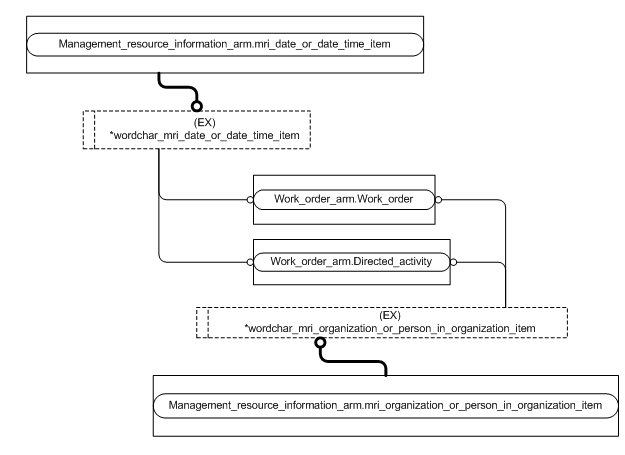 Management_resource_information_arm.mri_date_or_date_time_item
(EX)
*wordchar_mri_date_or_date_time_item
Work_order_arm.Work_order
Work_order_arm.Directed_activity
(EX)
*wordchar_mri_organization_or_person_in_organization_item
Management_resource_information_arm.mri_organization_or_person_in_organization_item